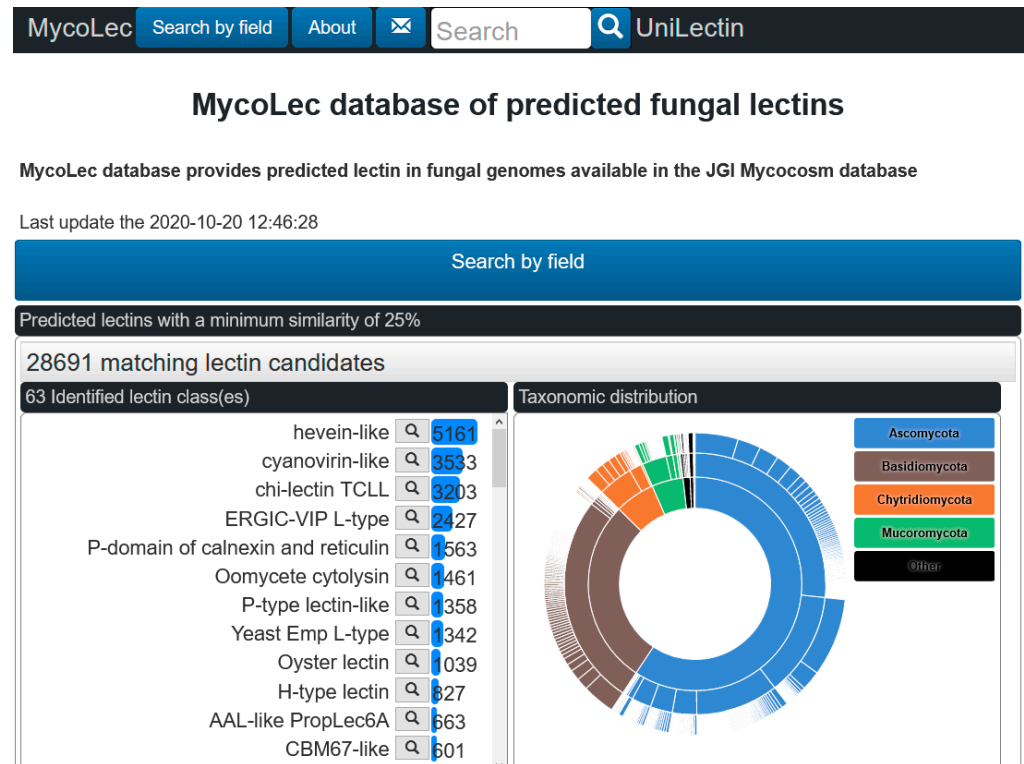 MycoLec Search by field About Search UniLectin
MycoLec database of predicted fungal lectins
MycoLec database provides predicted lectin in fungal genomes available in the JGI Mycocosm database
Last update the 2020-10-20 12:46:28
Search by field
Predicted lectins with a minimum similarity of 25%
28691 matching lectin candidates
63 Identified lectin class(es)
hevein-like 5161
cyanovirin-like 3533
chi-lectin TCLL 3203
ERGIC-VIP L-type 2427
P-domain of calnexin and reticulin 1563
Oomycete cytolysin 1461
P-type lectin-like 1358
Yeast Emp L-type 1342
Oyster lectin 1039
H-type lectin 827
AAL-like PropLec6A 663
CBM67-like 601
Taxonomic distribution
Ascomycota
Basidiomycota
Chytridiomycota
Mucoromycota
Other